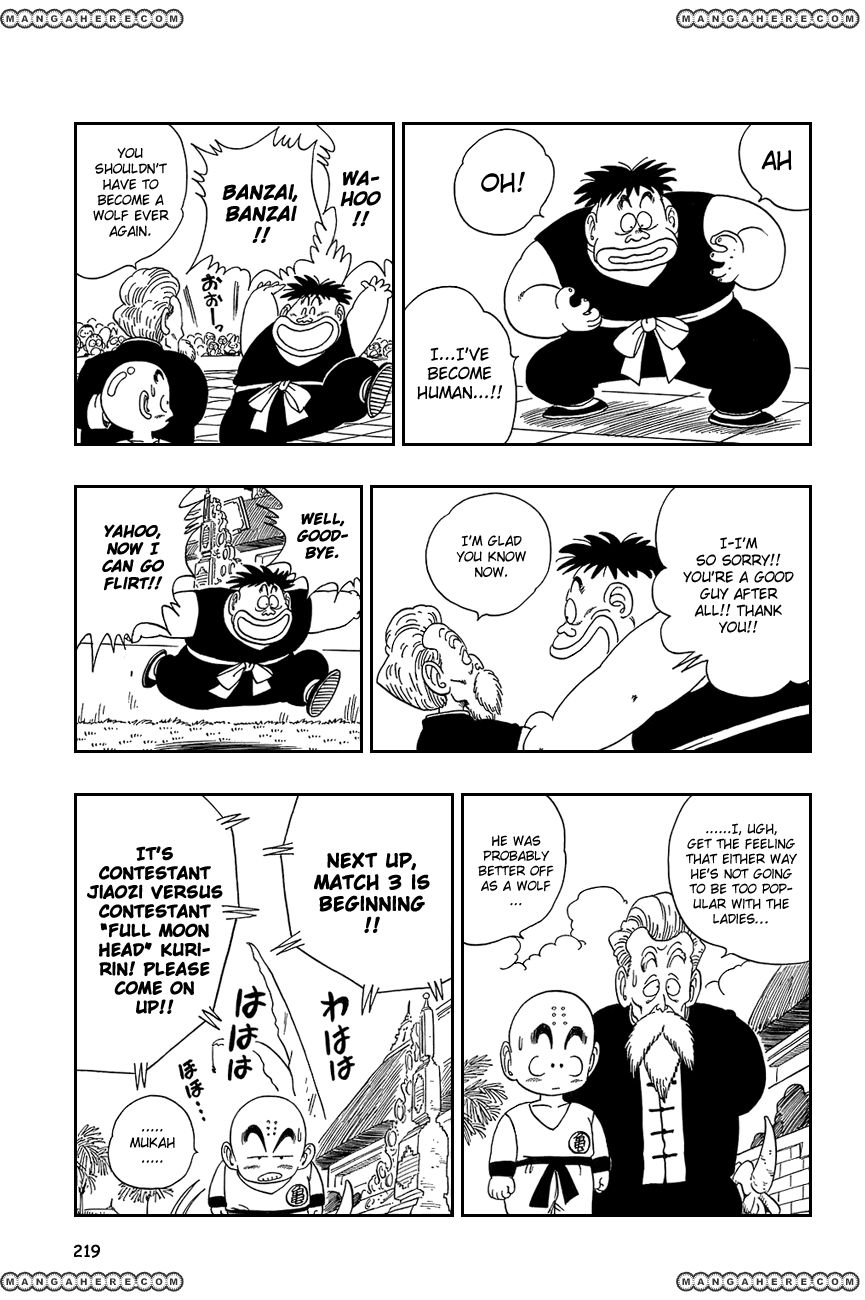 MANGAHERE.COM
MANGAHERE.COM
AH
OH!
I...I'VE
BECOME
HUMAN...!!
WA-
HOO
!!
BANZAI,
BANZAI
!!
おおーっ
YOU
SHOULDN'T
HAVE TO
BECOME A
WOLF EVER
AGAIN.
I-I'M
SO SORRY!!
YOU'RE A GOOD
GUY AFTER
ALL!! THANK
YOU!!
I'M GLAD
YOU KNOW
NOW.
WELL,
GOOD-
BYE.
YAHOO,
NOW I
CAN GO
FLIRT!!
......I, UGH,
GET THE FEELING
THAT EITHER WAY
HE'S NOT GOING
TO BE TOO POP-
ULAR WITH THE
LADIES...
HE WAS
PROBABLY
BETTER OFF
AS A WOLF
...
亀
NEXT UP,
MATCH 3 IS
BEGINNING
!!
IT'S
CONTESTANT
JIAOZI VERSUS
CONTESTANT
"FULL MOON
HEAD" KURI-
RIN! PLEASE
COME ON
UP!!
わはは
ははは
ほほ...
.....
MUKAH
.....
亀
219
MANGAHERE.COM
MANGAHERE.COM